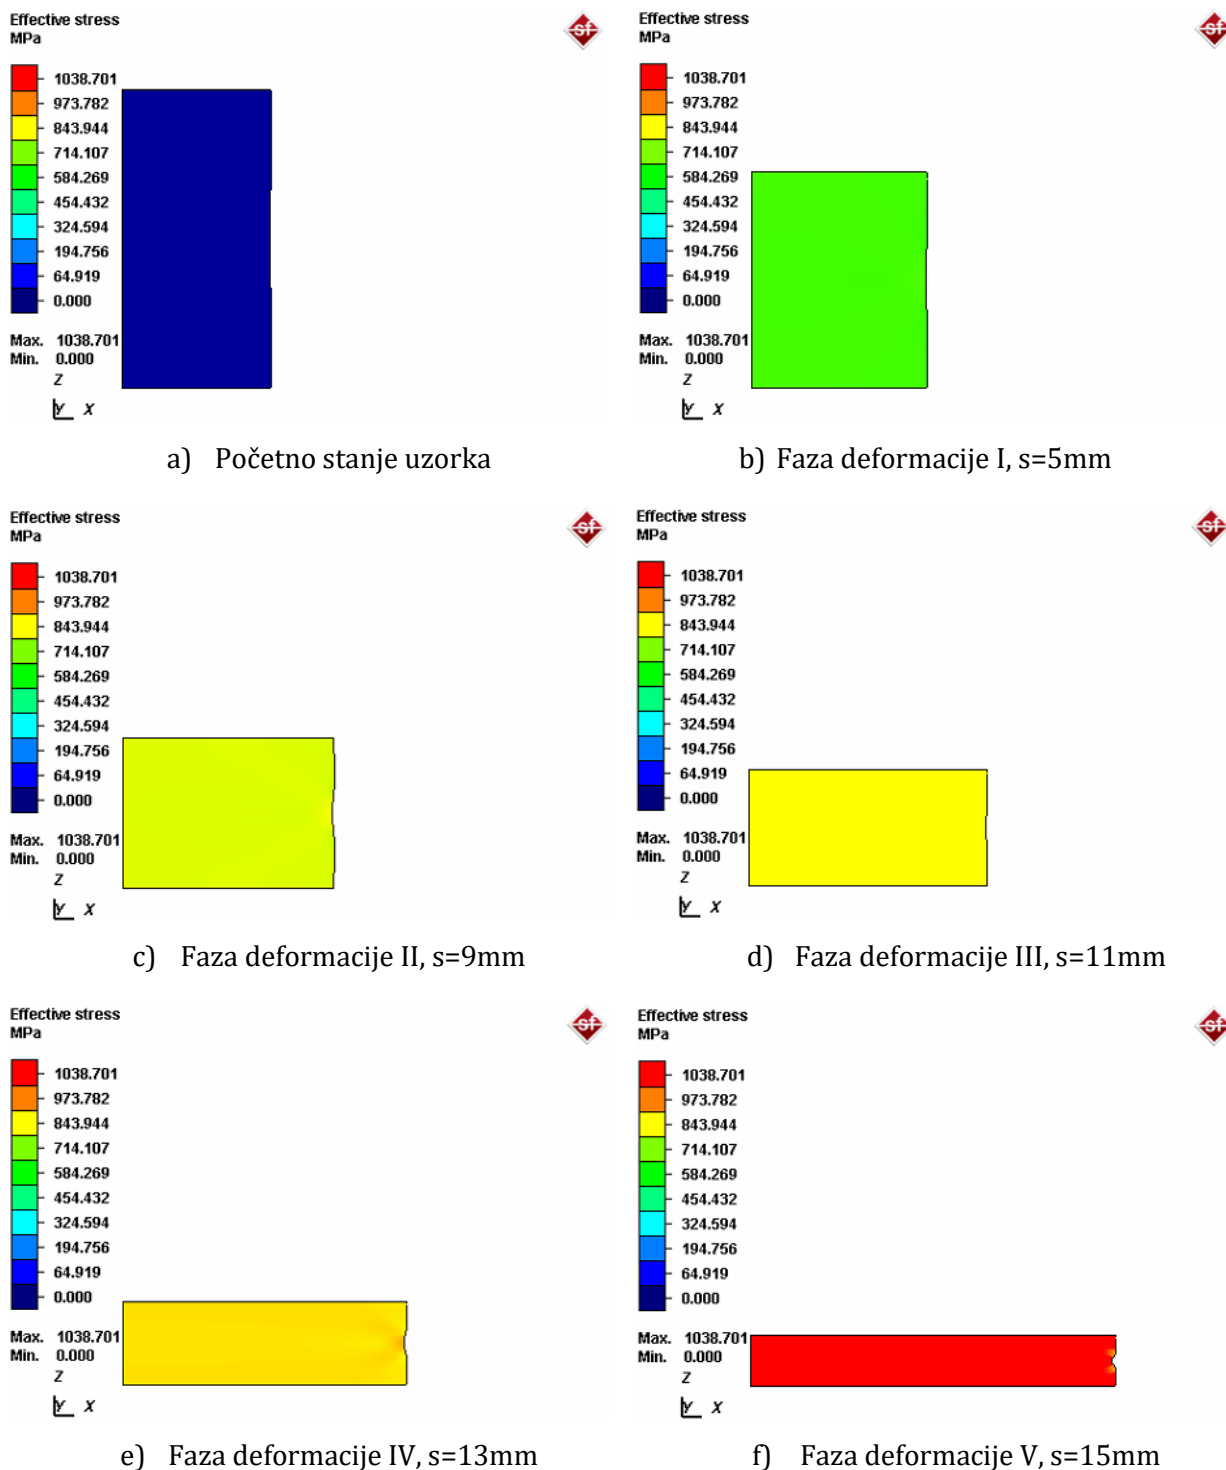 Effective stress
MPa
sf
1038.701
973.782
843.944
714.107
584.269
454.432
324.594
194.756
64.919
0.000
Max. 1038.701
Min. 0.000
Z
Y X
a) Početno stanje uzorka
Effective stress
MPa
sf
1038.701
973.782
843.944
714.107
584.269
454.432
324.594
194.756
64.919
0.000
Max. 1038.701
Min. 0.000
Z
Y X
b) Faza deformacije I, s=5mm
Effective stress
MPa
sf
1038.701
973.782
843.944
714.107
584.269
454.432
324.594
194.756
64.919
0.000
Max. 1038.701
Min. 0.000
Z
Y X
c) Faza deformacije II, s=9mm
Effective stress
MPa
sf
1038.701
973.782
843.944
714.107
584.269
454.432
324.594
194.756
64.919
0.000
Max. 1038.701
Min. 0.000
Z
Y X
d) Faza deformacije III, s=11mm
Effective stress
MPa
sf
1038.701
973.782
843.944
714.107
584.269
454.432
324.594
194.756
64.919
0.000
Max. 1038.701
Min. 0.000
Z
Y X
e) Faza deformacije IV, s=13mm
Effective stress
MPa
sf
1038.701
973.782
843.944
714.107
584.269
454.432
324.594
194.756
64.919
0.000
Max. 1038.701
Min. 0.000
Z
Y X
f) Faza deformacije V, s=15mm